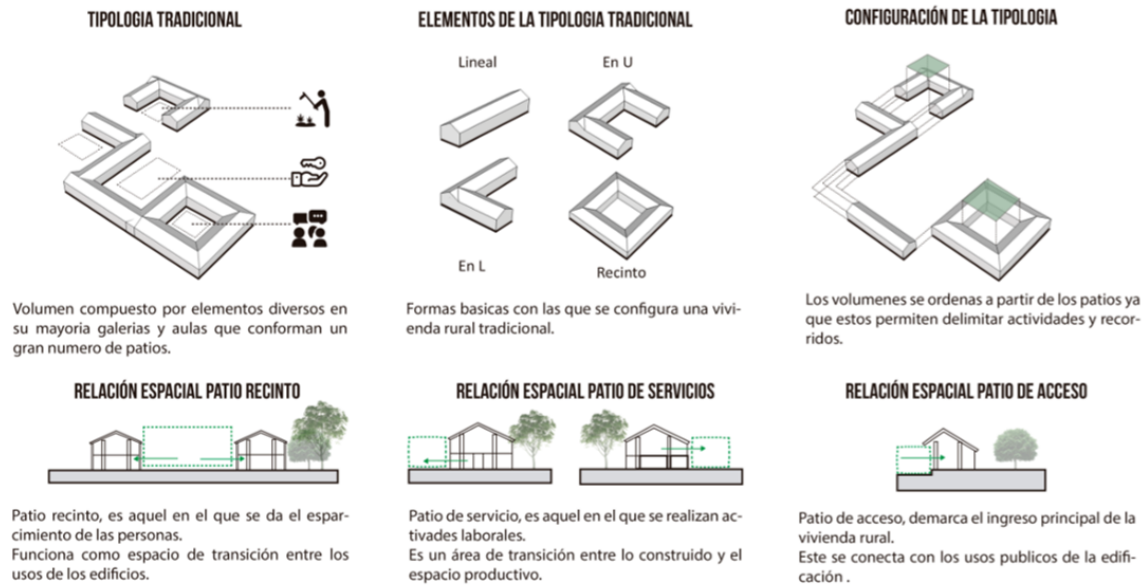 TIPOLOGIA TRADICIONAL
Volumen compuesto por elementos diversos en
su mayoria galerias y aulas que conforman un
gran numero de patios.
ELEMENTOS DE LA TIPOLOGIA TRADICIONAL
Lineal
En U
En L
Recinto
Formas basicas con las que se configura una vivi-
enda rural tradicional.
CONFIGURACIÓN DE LA TIPOLOGIA
Los volumenes se ordenas a partir de los patios ya
que estos permiten delimitar actividades y recor-
ridos.
RELACIÓN ESPACIAL PATIO RECINTO
Patio recinto, es aquel en el que se da el espar-
cimiento de las personas.
Funciona como espacio de transición entre los
usos de los edificios.
RELACIÓN ESPACIAL PATIO DE SERVICIOS
Patio de servicio, es aquel en el que se realizan ac-
tivades laborales.
Es un área de transición entre lo construido y el
espacio productivo.
RELACIÓN ESPACIAL PATIO DE ACCESO
Patio de acceso, demarca el ingreso principal de la
vivienda rural.
Este se conecta con los usos publicos de la edifi-
cación .